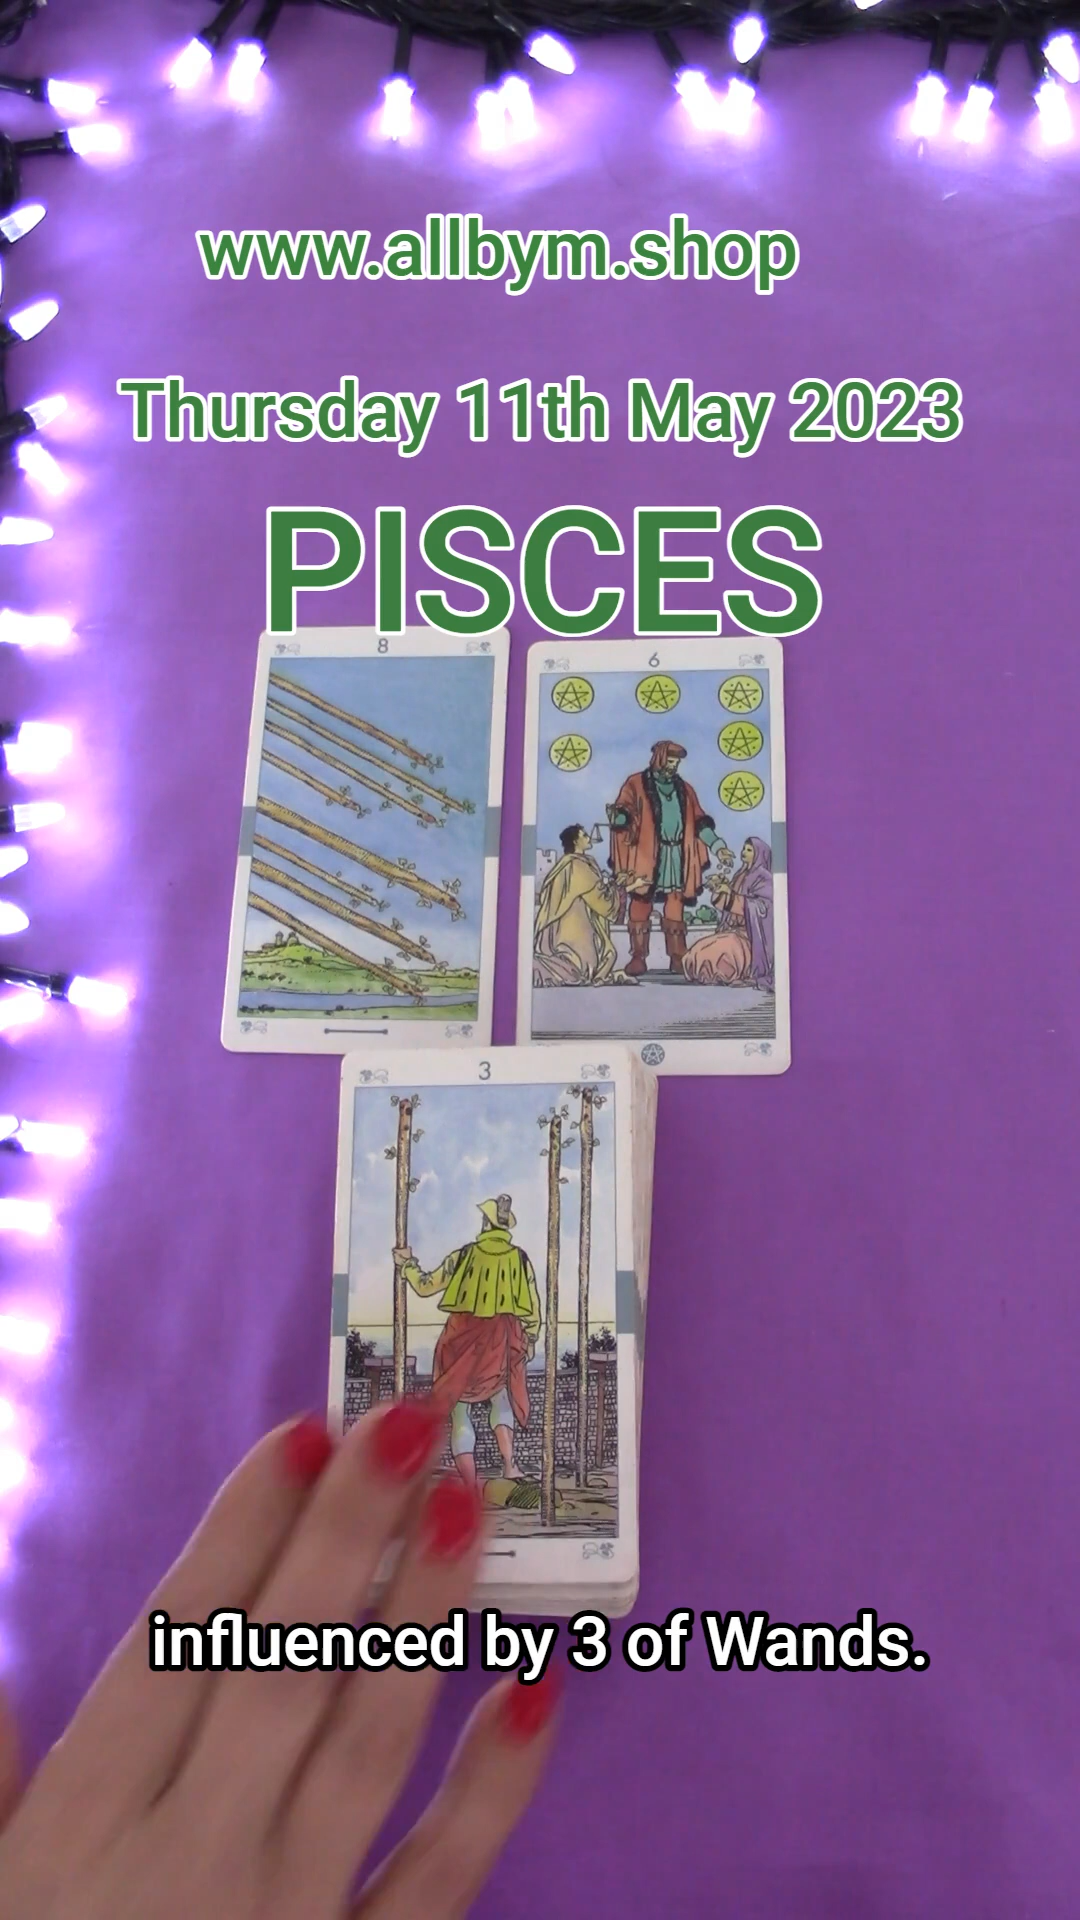 www.allbym.shop
Thursday 11th May 2023
PISCES
8
6
3
influenced by 3 of Wands.